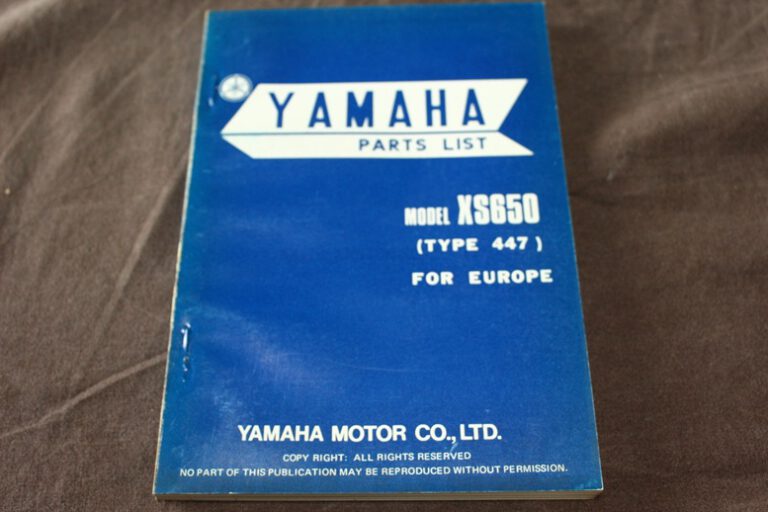 YAMAHA
PARTS LIST
MODEL XS650
(TYPE 447)
FOR EUROPE
YAMAHA MOTOR CO., LTD.
COPY RIGHT: ALL RIGHTS RESERVED
NO PART OF THIS PUBLICATION MAY BE REPRODUCED WITHOUT PERMISSION.